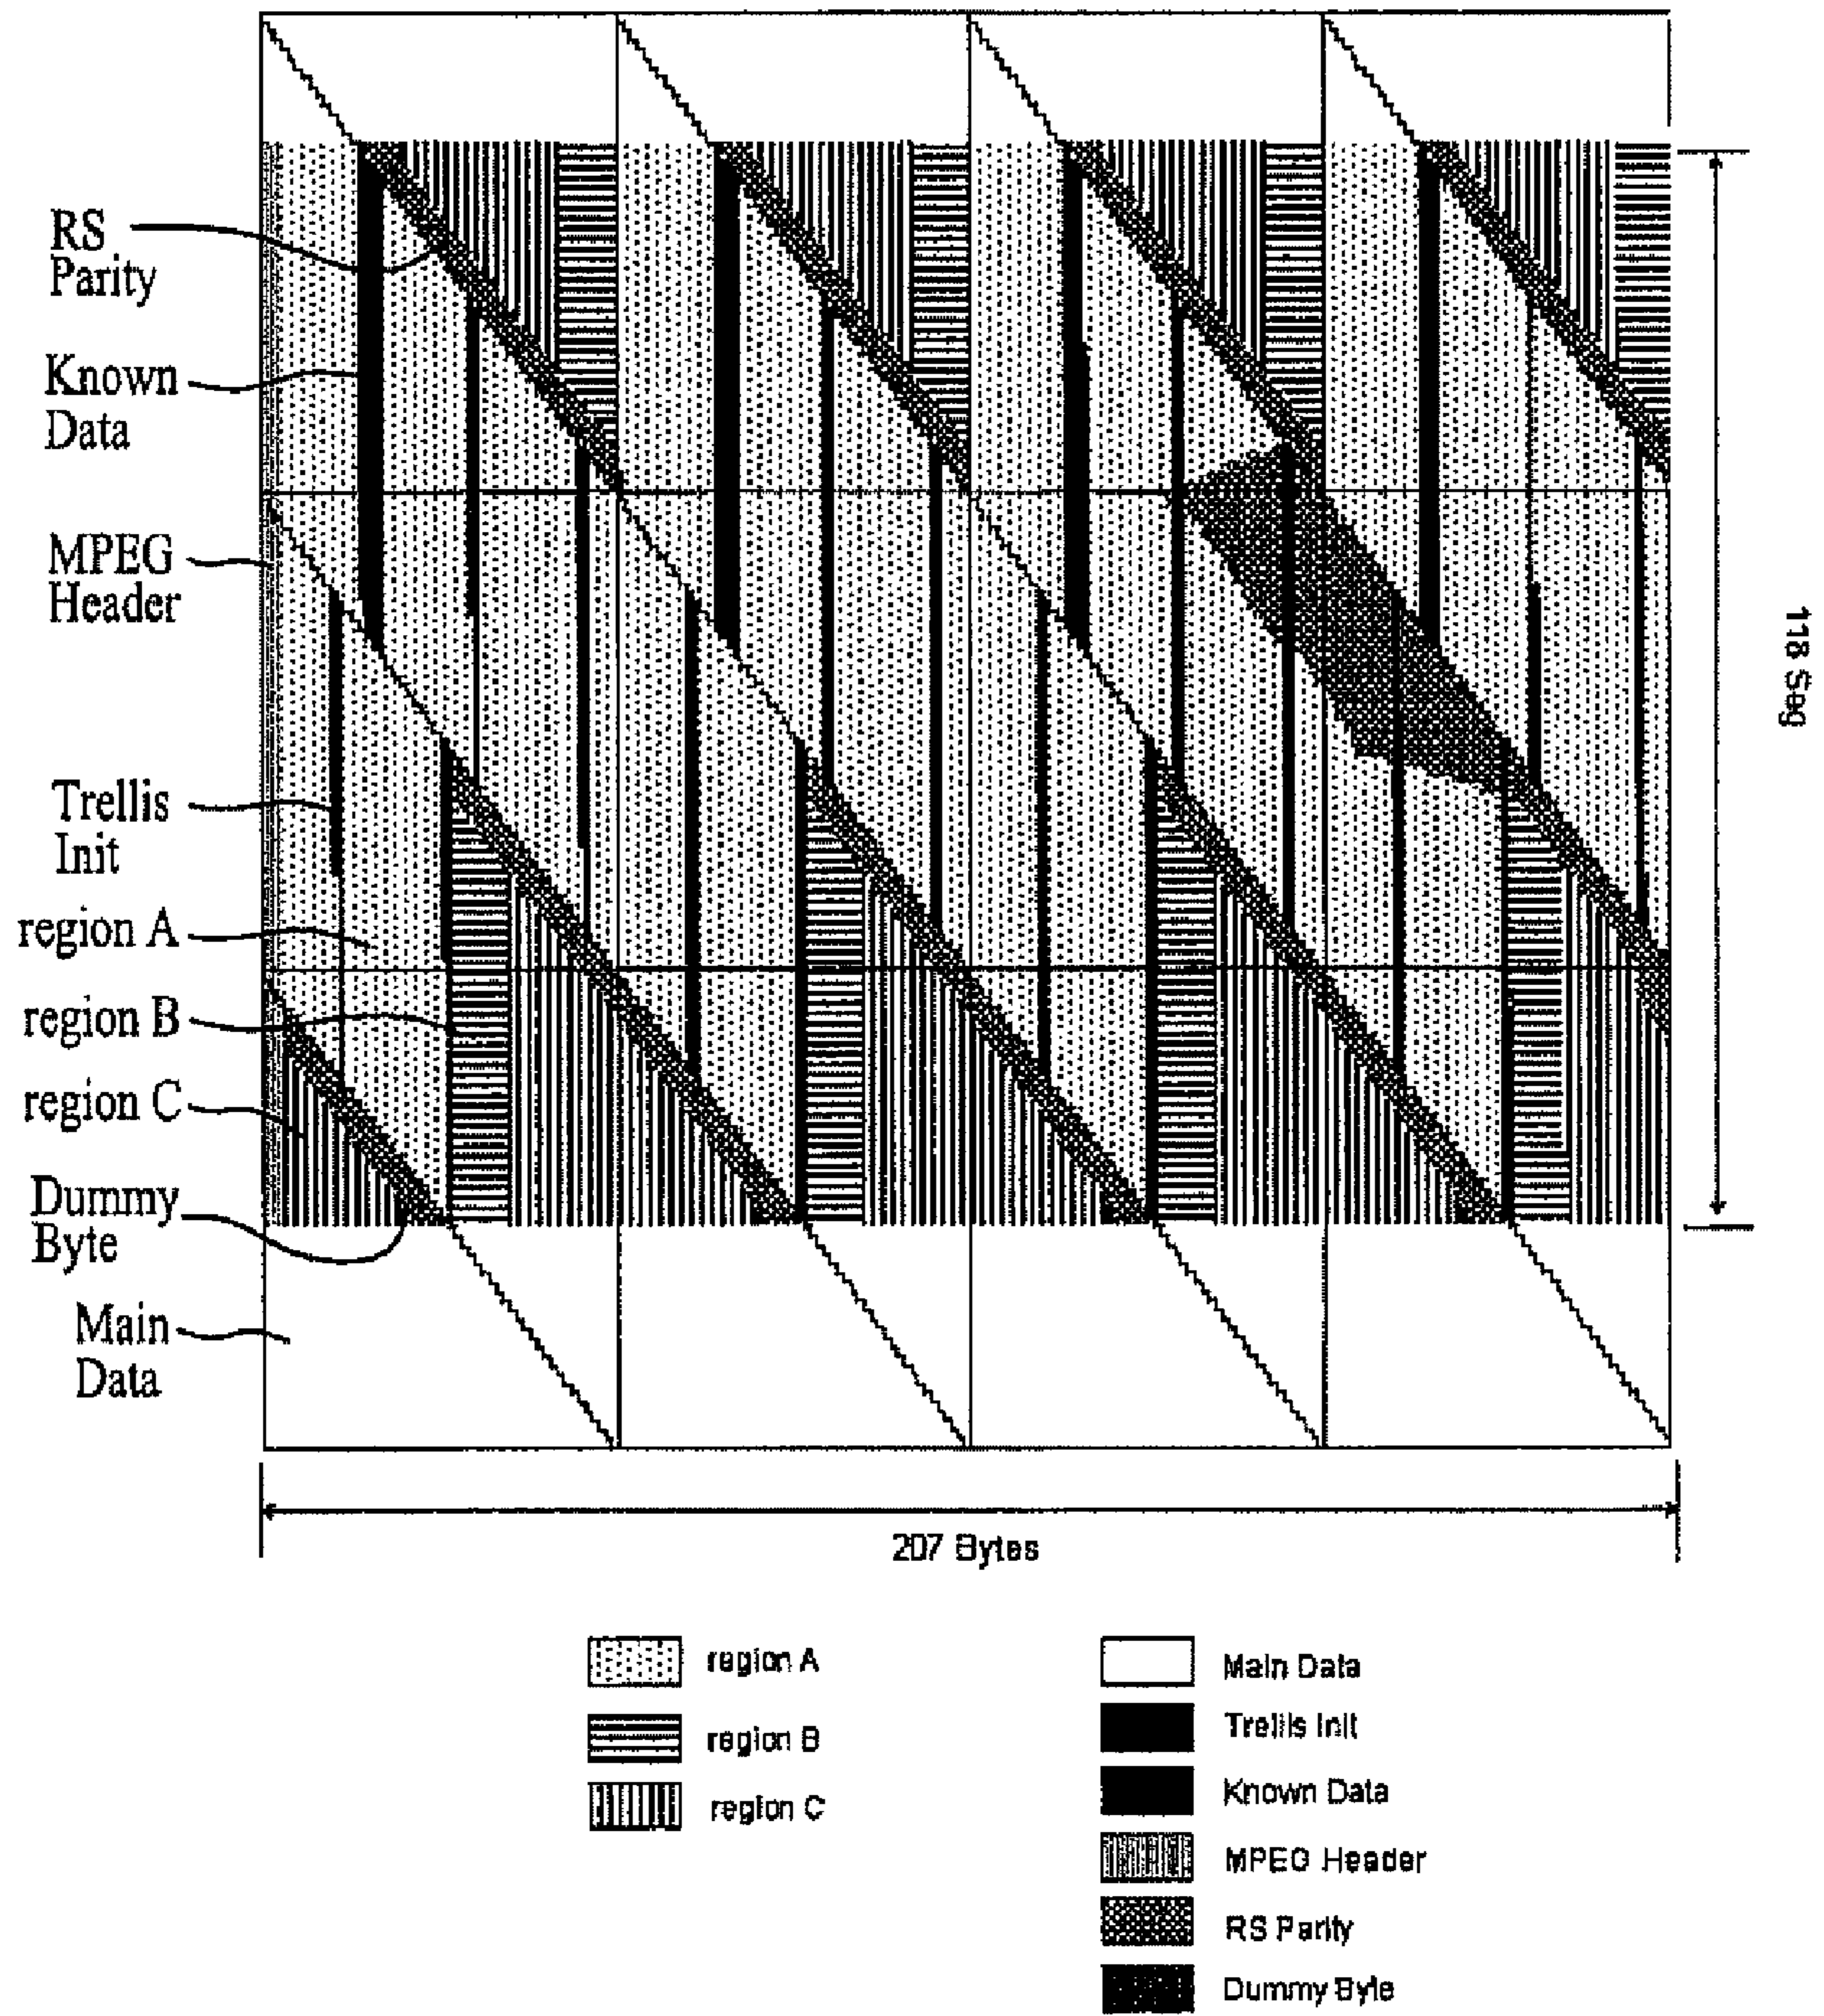 RS
Parity
Known
Data
MPEG
Header
Trellis
Init
region A
region B
region C
Dummy
Byte
Main
Data
118 Seg
207 Bytes
region A
region B
region C
Main Data
Trellis Init
Known Data
MPEG Header
RS Parity
Dummy Byte